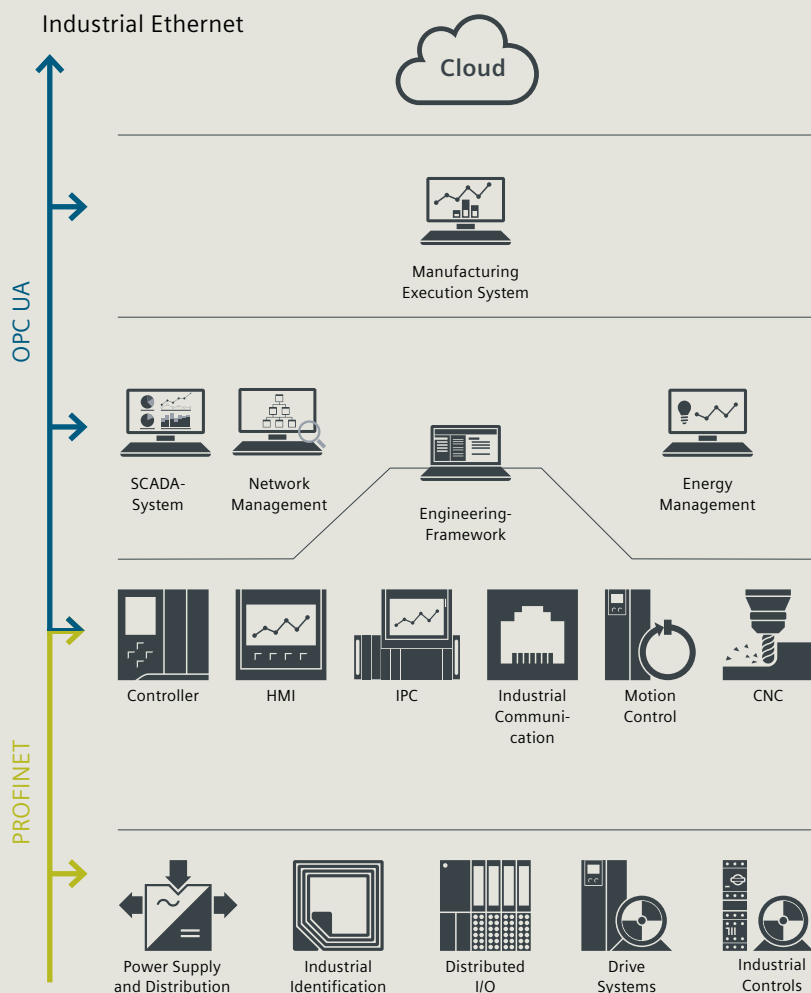 Industrial Ethernet
Cloud
Manufacturing
Execution System
OPC UA
SCADA-
System
Network
Management
Engineering-
Framework
Energy
Management
Controller
HMI
IPC
Industrial
Communi-
cation
Motion
Control
CNC
PROFINET
Power Supply
and Distribution
Industrial
Identification
Distributed
I/O
Drive
Systems
Industrial
Controls